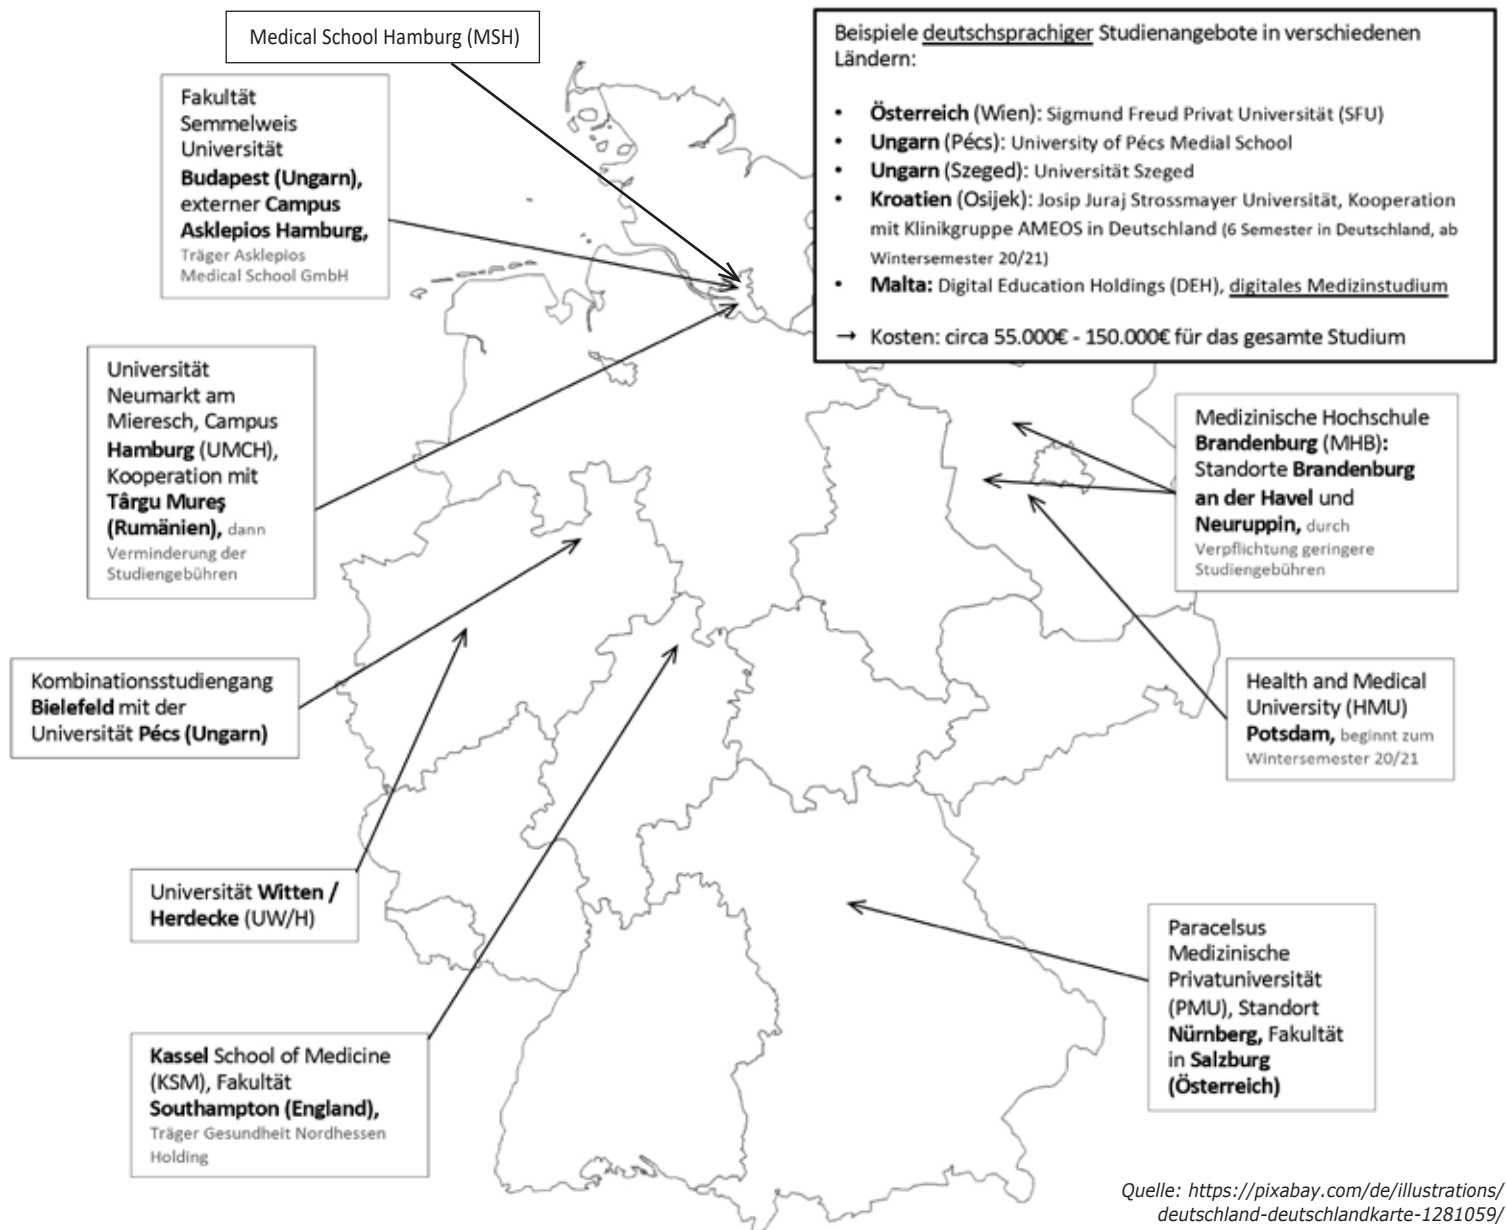 Medical School Hamburg (MSH)
Fakultät
Semmelweis
Universität
Budapest (Ungarn),
externer Campus
Asklepios Hamburg,
Träger Asklepios
Medical School GmbH
Beispiele deutschsprachiger Studienangebote in verschiedenen
Ländern:
• Österreich (Wien): Sigmund Freud Privat Universität (SFU)
• Ungarn (Pécs): University of Pécs Medial School
• Ungarn (Szeged): Universität Szeged
• Kroatien (Osijek): Josip Juraj Strossmayer Universität, Kooperation
mit Klinikgruppe AMEOS in Deutschland (6 Semester in Deutschland, ab
Wintersemester 20/21)
• Malta: Digital Education Holdings (DEH), digitales Medizinstudium
→ Kosten: circa 55.000€ - 150.000€ für das gesamte Studium
Universität
Neumarkt am
Mieresch, Campus
Hamburg (UMCH),
Kooperation mit
Târgu Mureş
(Rumänien), dann
Verminderung der
Studiengebühren
Medizinische Hochschule
Brandenburg (MHB):
Standorte Brandenburg
an der Havel und
Neuruppin, durch
Verpflichtung geringere
Studiengebühren
Kombinationsstudiengang
Bielefeld mit der
Universität Pécs (Ungarn)
Health and Medical
University (HMU)
Potsdam, beginnt zum
Wintersemester 20/21
Universität Witten /
Herdecke (UW/H)
Paracelsus
Medizinische
Privatuniversität
(PMU), Standort
Nürnberg, Fakultät
in Salzburg
(Österreich)
Kassel School of Medicine
(KSM), Fakultät
Southampton (England),
Träger Gesundheit Nordhessen
Holding
Quelle: https://pixabay.com/de/illustrations/
deutschland-deutschlandkarte-1281059/